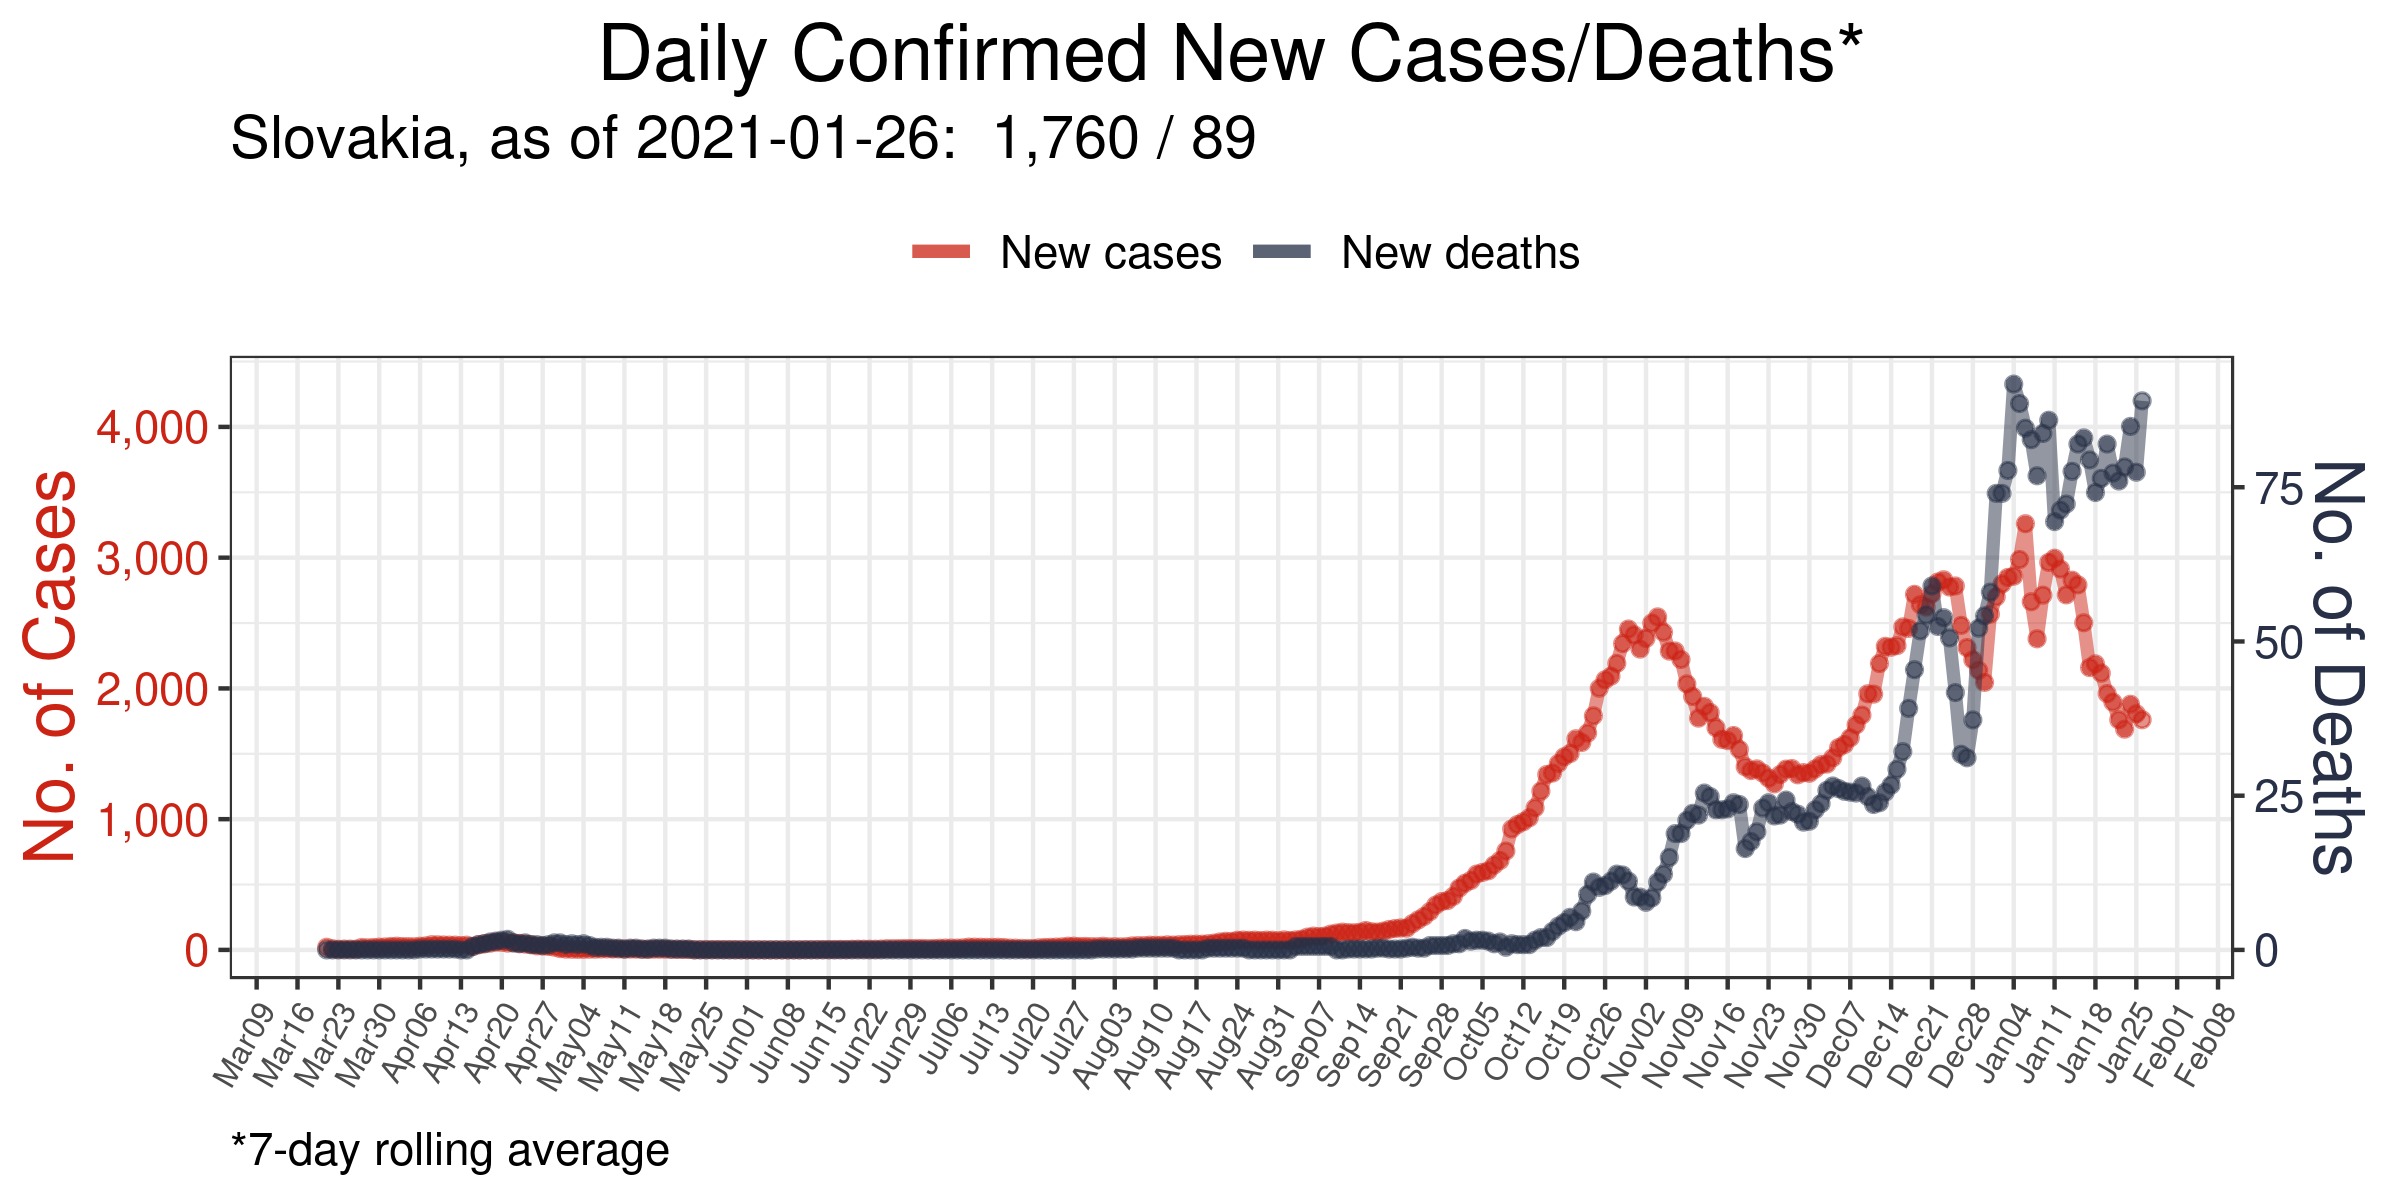 Daily Confirmed New Cases/Deaths*
Slovakia, as of 2021-01-26:  1,760 / 89
New cases
New deaths
No. of Cases
4,000
3,000
2,000
1,000
0
No. of Deaths
75
50
25
0
Mar09
Mar16
Mar23
Mar30
Apr06
Apr13
Apr20
Apr27
May04
May11
May18
May25
Jun01
Jun08
Jun15
Jun22
Jun29
Jul06
Jul13
Jul20
Jul27
Aug03
Aug10
Aug17
Aug24
Aug31
Sep07
Sep14
Sep21
Sep28
Oct05
Oct12
Oct19
Oct26
Nov02
Nov09
Nov16
Nov23
Nov30
Dec07
Dec14
Dec21
Dec28
Jan04
Jan11
Jan18
Jan25
Feb01
Feb08
*7-day rolling average